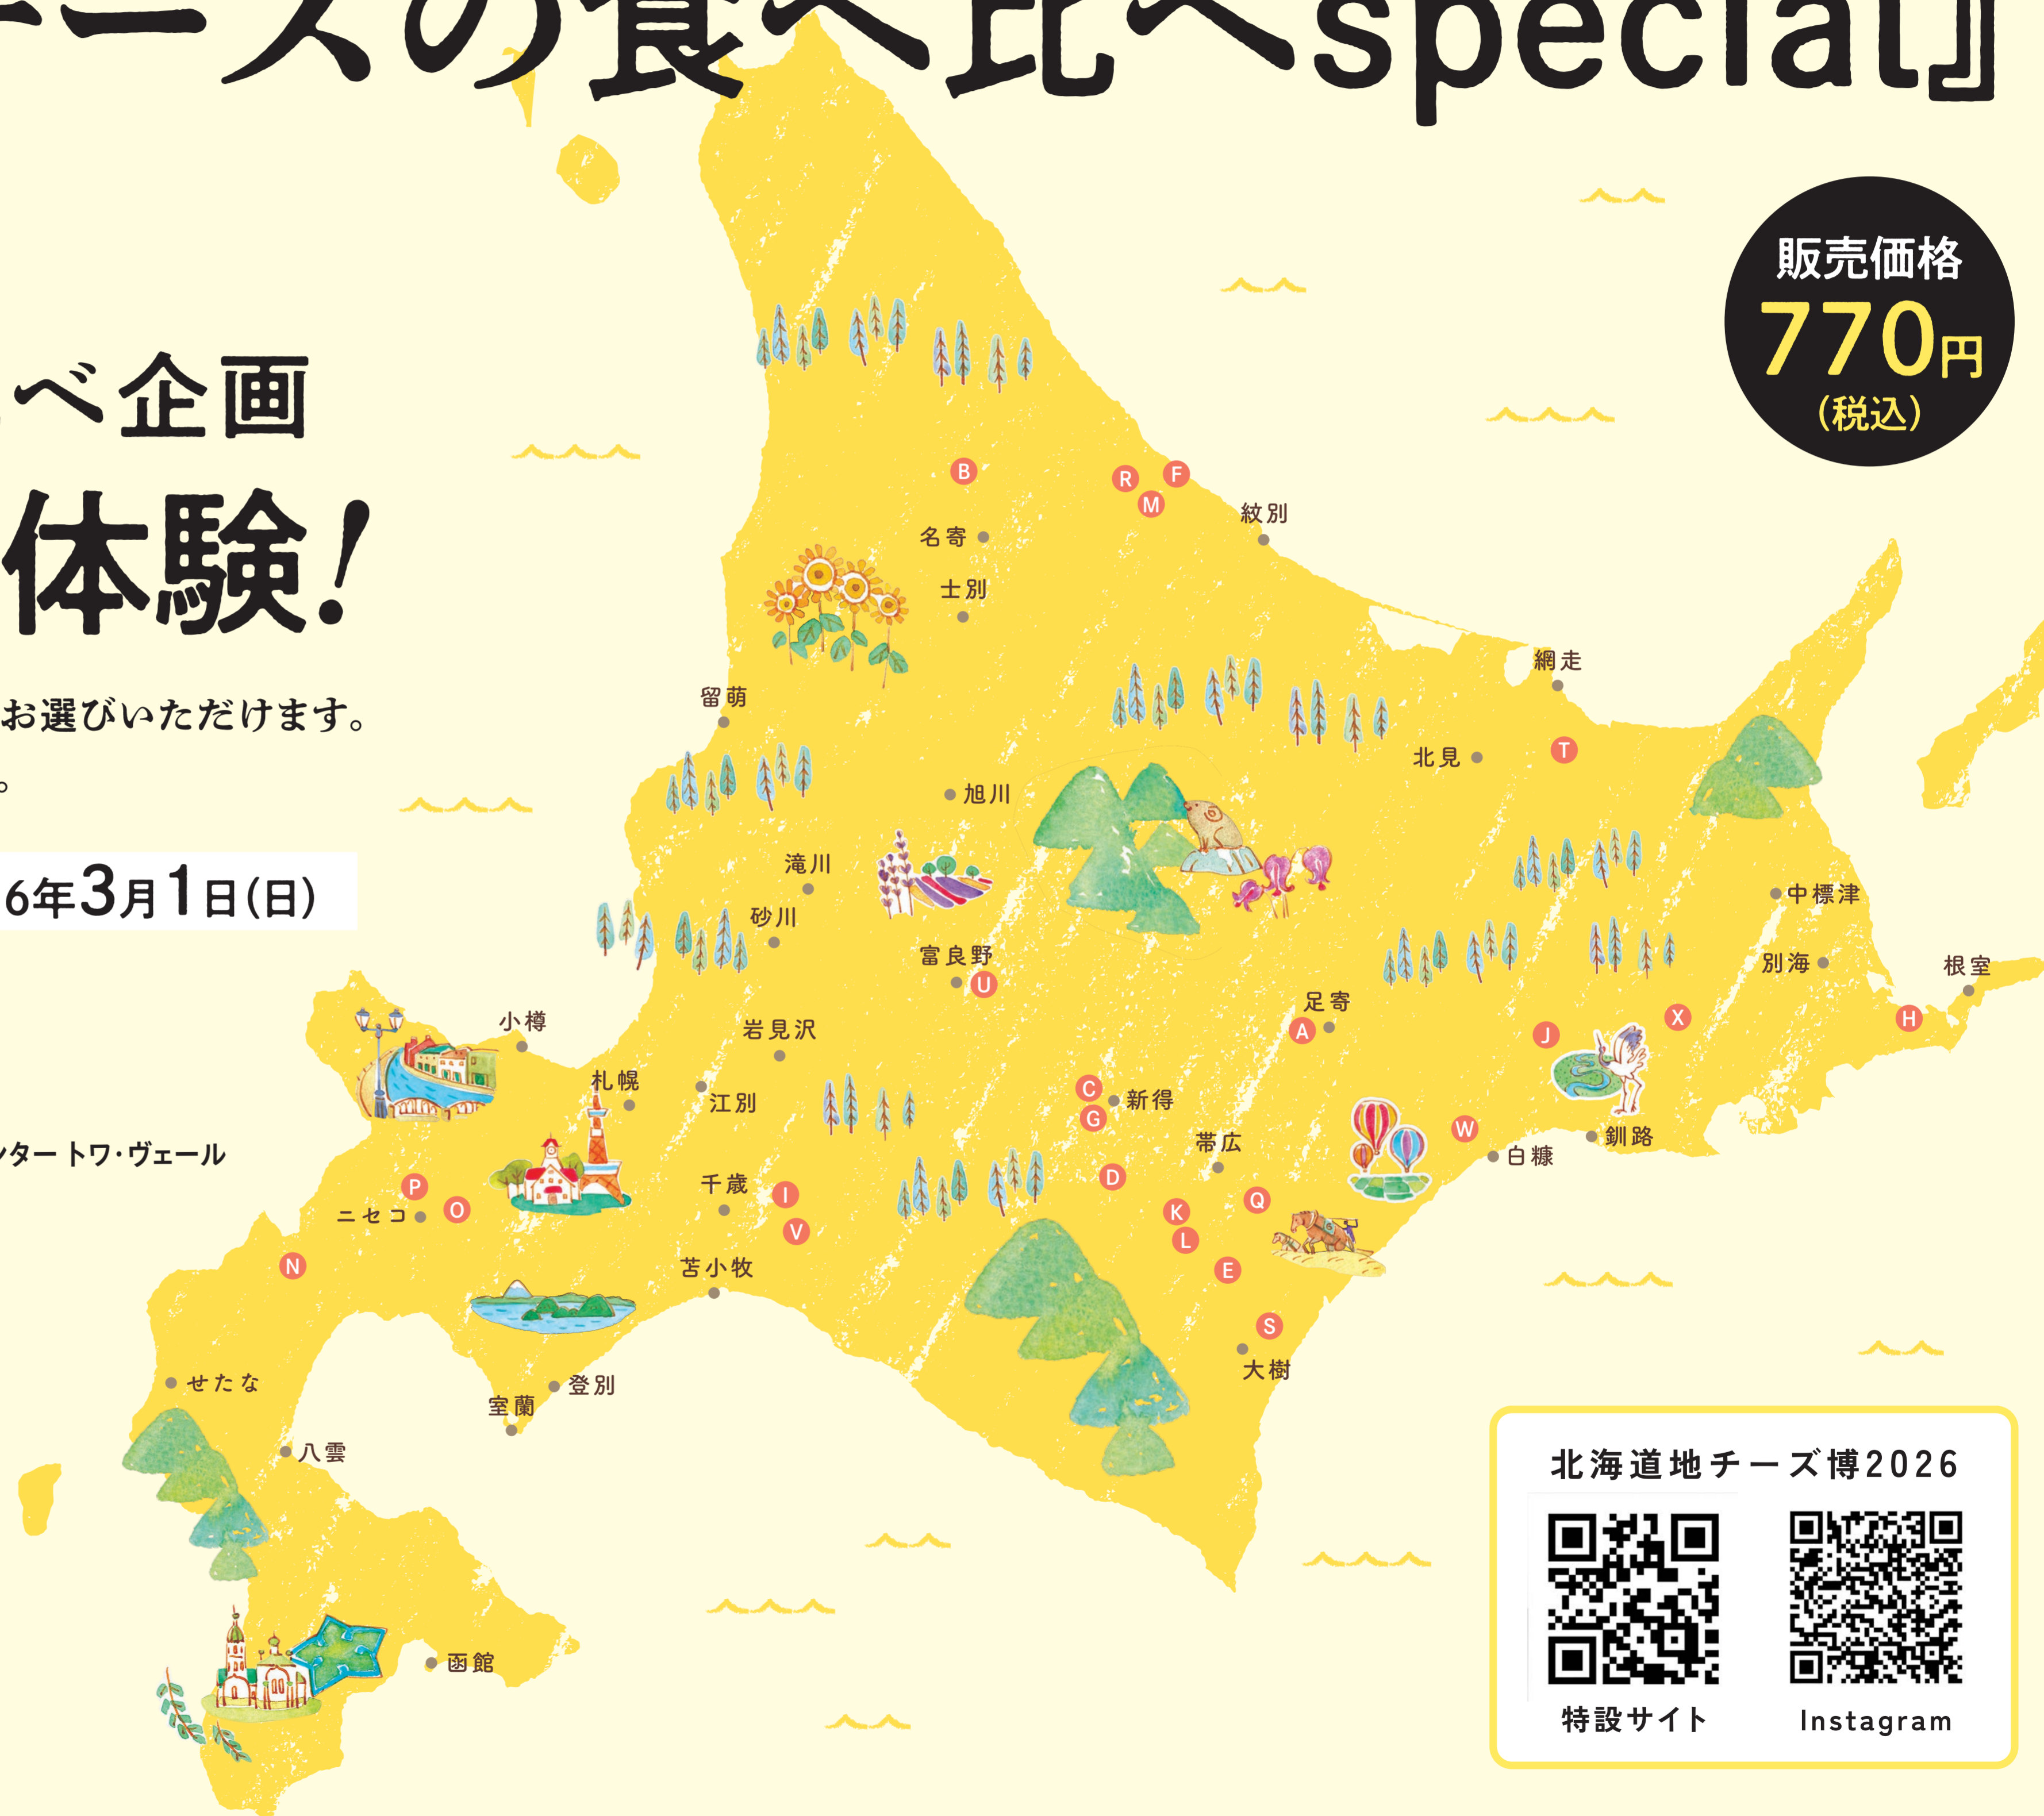 チーズの食べ比べspecial』
販売価格
770円
（税込）
べ企画
体験!
お選びいただけます。
。
6年3月1日(日)
ンター トワ・ヴェール
B
R
F
M
紋別
名寄
士別
網走
留萌
北見
T
旭川
滝川
砂川
中標津
富良野
U
別海
根室
足寄
A
J
X
H
小樽
岩見沢
札幌
江別
C
新得
G
帯広
W
釧路
白糠
D
P
O
ニセコ
千歳
I
V
K
Q
L
N
苫小牧
E
S
大樹
せたな
登別
室蘭
八雲
函館
北海道地チーズ博2026
特設サイト
Instagram